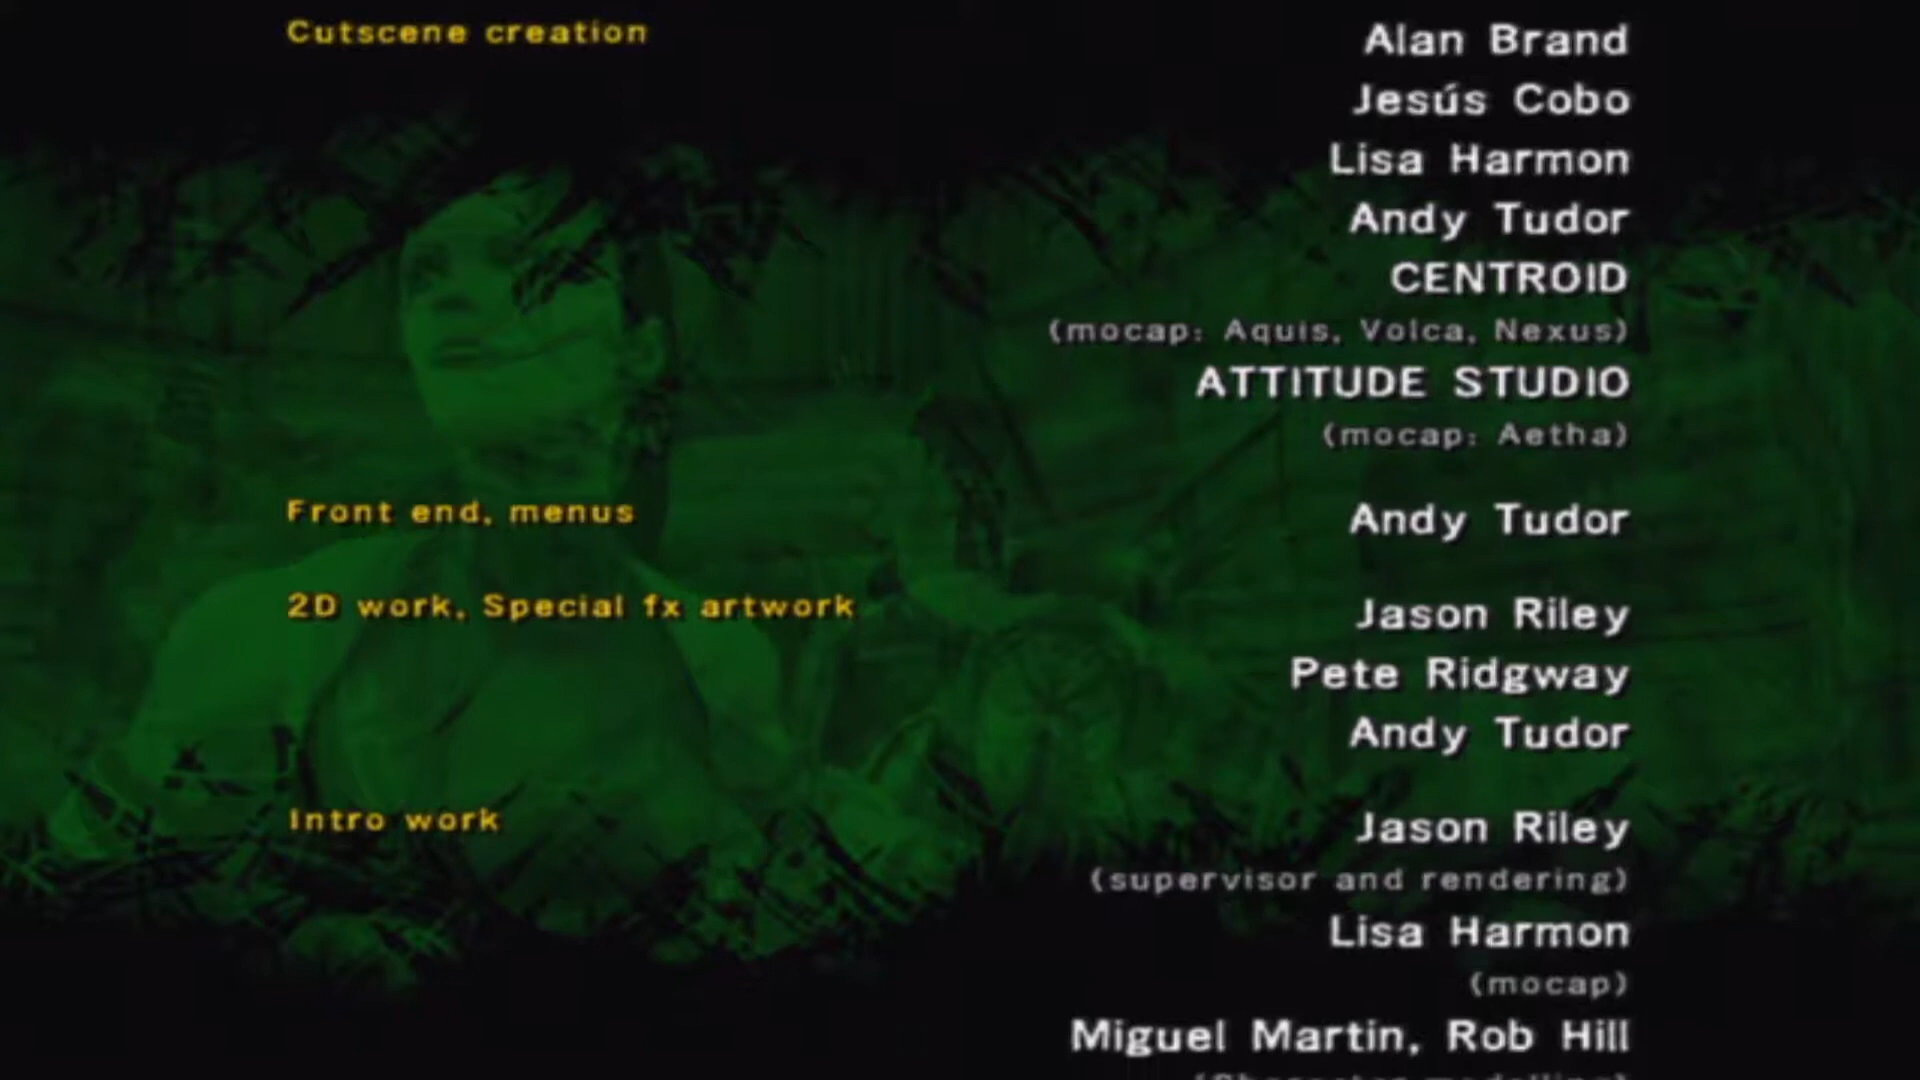 Cutscene creation
Alan Brand
Jesús Cobo
Lisa Harmon
Andy Tudor
CENTROID
(mocap: Aquis, Volca, Nexus)
ATTITUDE STUDIO
(mocap: Aetha)
Front end, menus
Andy Tudor
2D work, Special fx artwork
Jason Riley
Pete Ridgway
Andy Tudor
Intro work
Jason Riley
(supervisor and rendering)
Lisa Harmon
(mocap)
Miguel Martin, Rob Hill